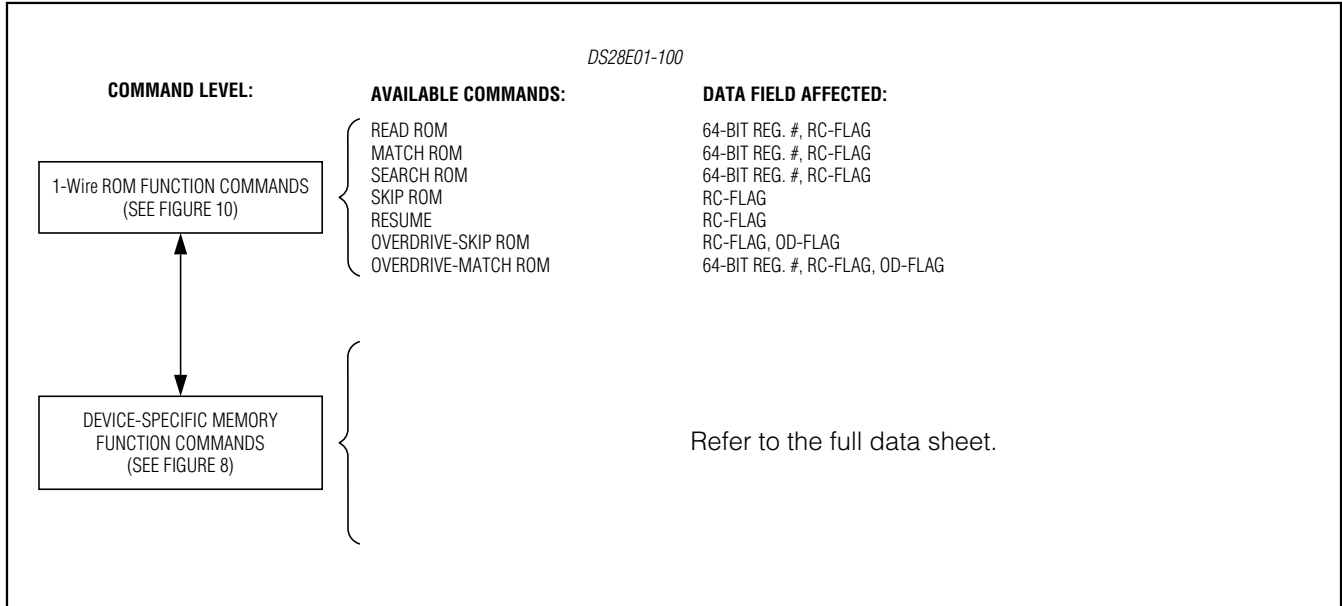 DS28E01-100
COMMAND LEVEL: AVAILABLE COMMANDS: DATA FIELD AFFECTED:
1-Wire ROM FUNCTION COMMANDS
(SEE FIGURE 10)
READ ROM 64-BIT REG. #, RC-FLAG
MATCH ROM 64-BIT REG. #, RC-FLAG
SEARCH ROM 64-BIT REG. #, RC-FLAG
SKIP ROM RC-FLAG
RESUME RC-FLAG
OVERDRIVE-SKIP ROM RC-FLAG, OD-FLAG
OVERDRIVE-MATCH ROM 64-BIT REG. #, RC-FLAG, OD-FLAG
DEVICE-SPECIFIC MEMORY
FUNCTION COMMANDS
(SEE FIGURE 8)
Refer to the full data sheet.